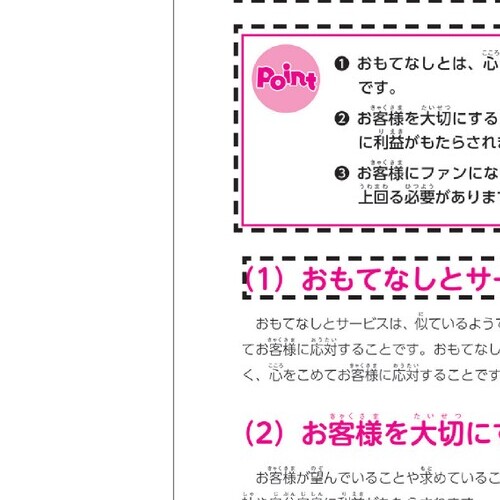 Point
❶ おもてなしとは、心
です。
❷ お客様を大切にする
に利益がもたらされ
❸ お客様にファンにな
上回る必要がありま
(1) おもてなしとサー
おもてなしとサービスは、似ているよう
てお客様に応対することです。おもてなし
く、心をこめてお客様に応対することです
(2) お客様を大切に
お客様が望んでいることや求めているこ